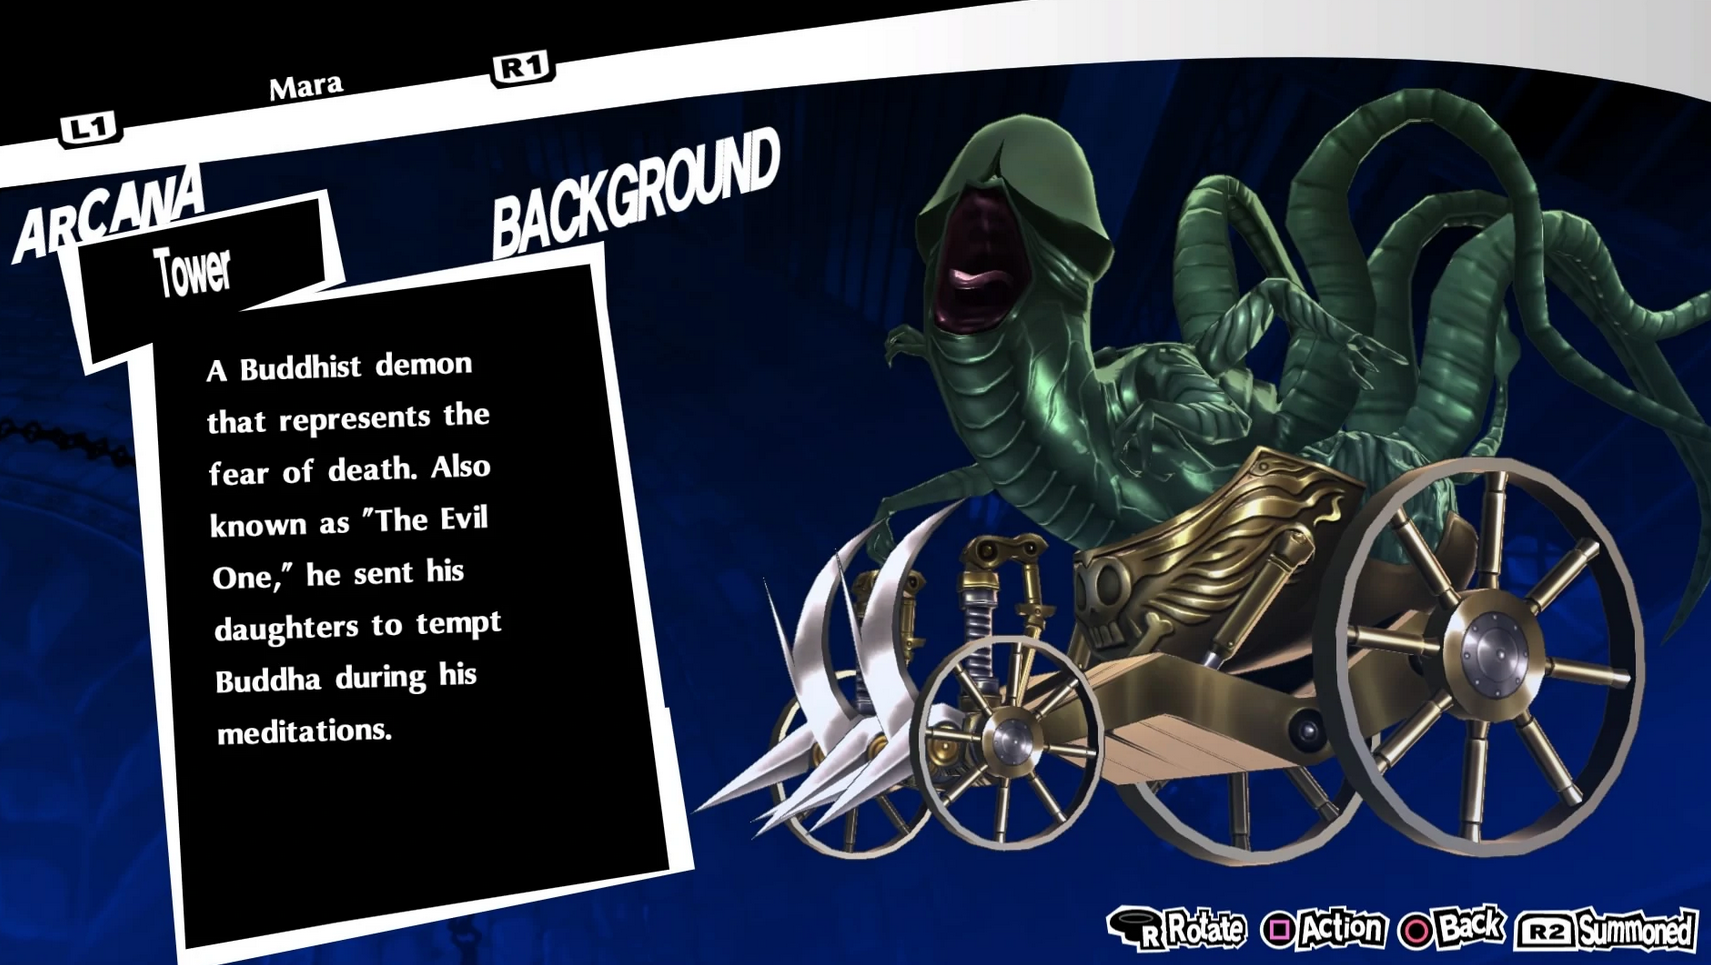 Mara
R1
L1
ARCANA
Tower
BACKGROUND
A Buddhist demon
that represents the
fear of death. Also
known as "The Evil
One," he sent his
daughters to tempt
Buddha during his
meditations.
R Rotate Action Back R2 Summoned